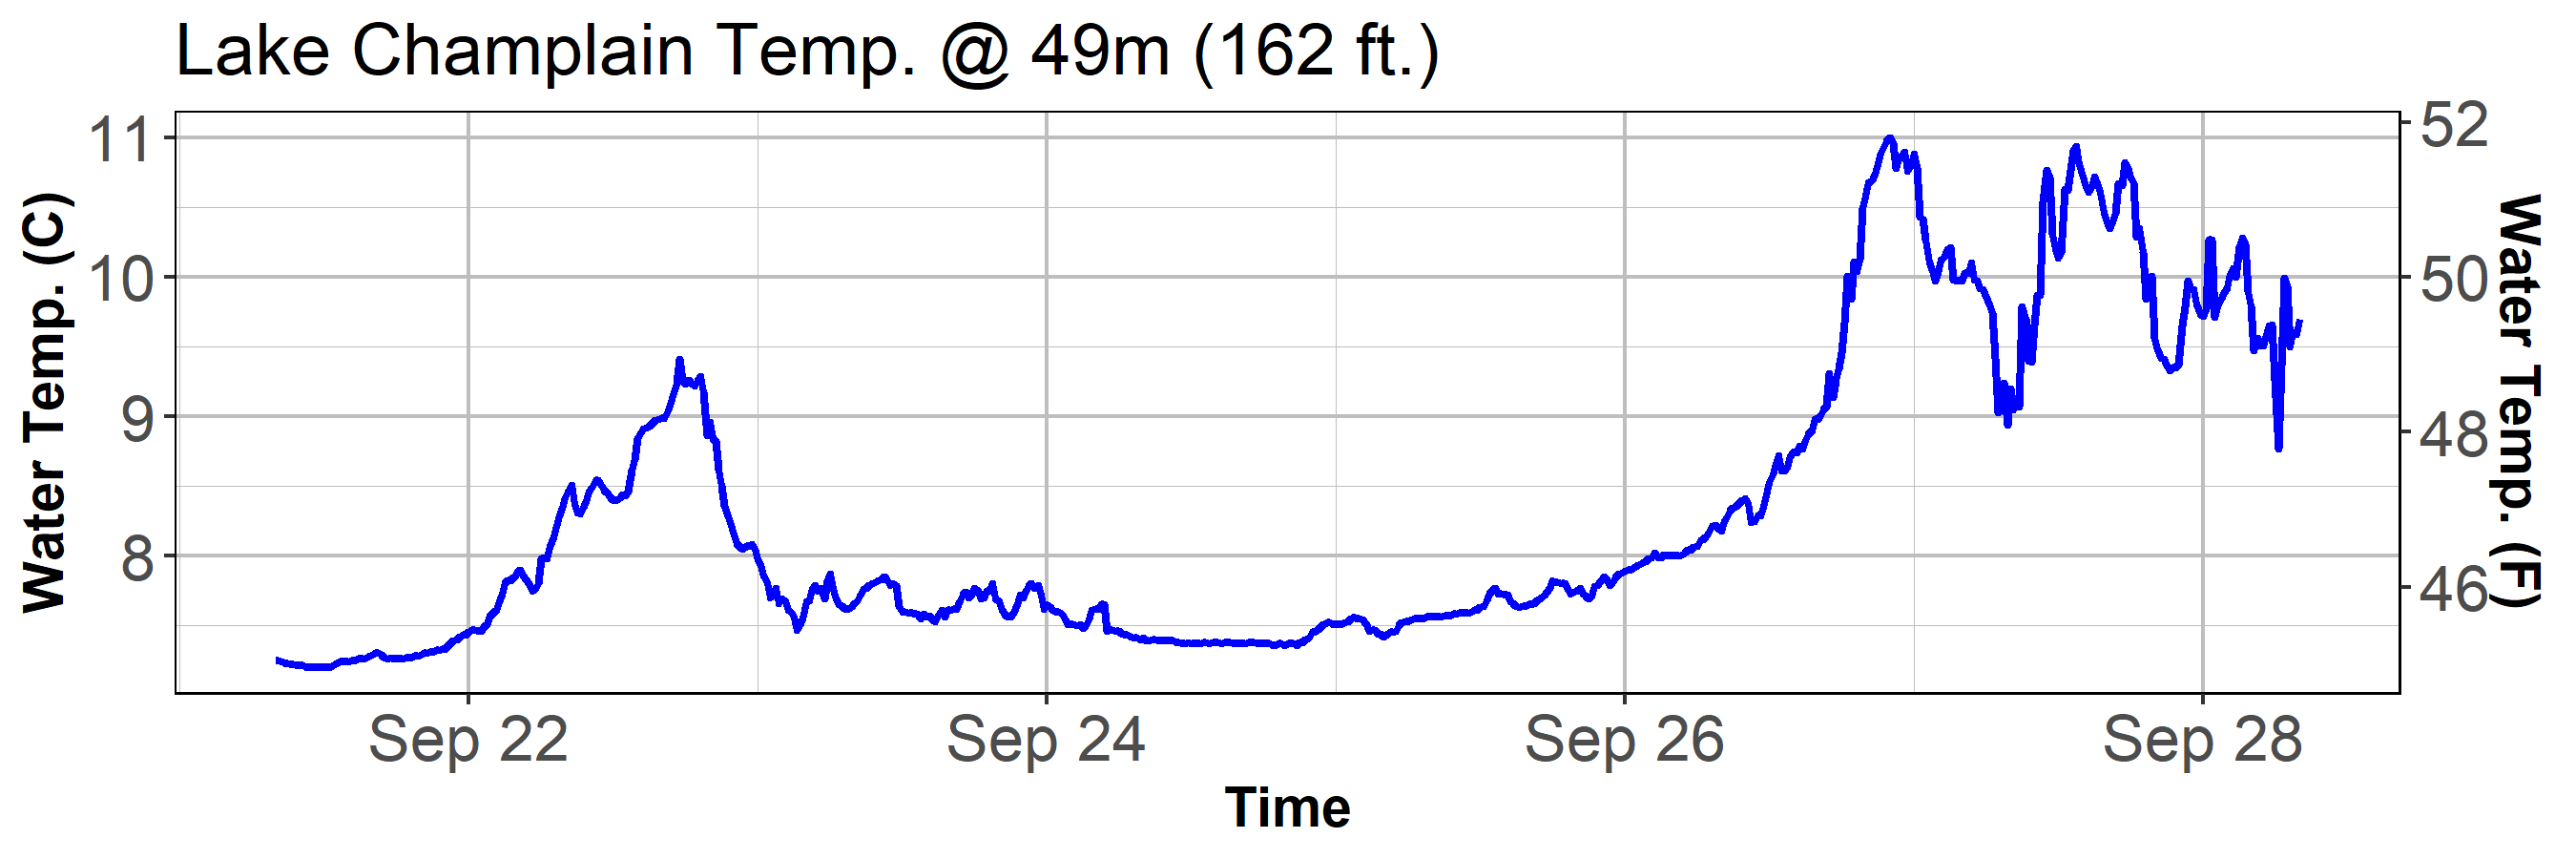 Lake Champlain Temp. @ 49m (162 ft.)
Water Temp. (C)
11
10
9
8
52
50
48
46
Water Temp. (F)
Sep 22
Sep 24
Sep 26
Sep 28
Time